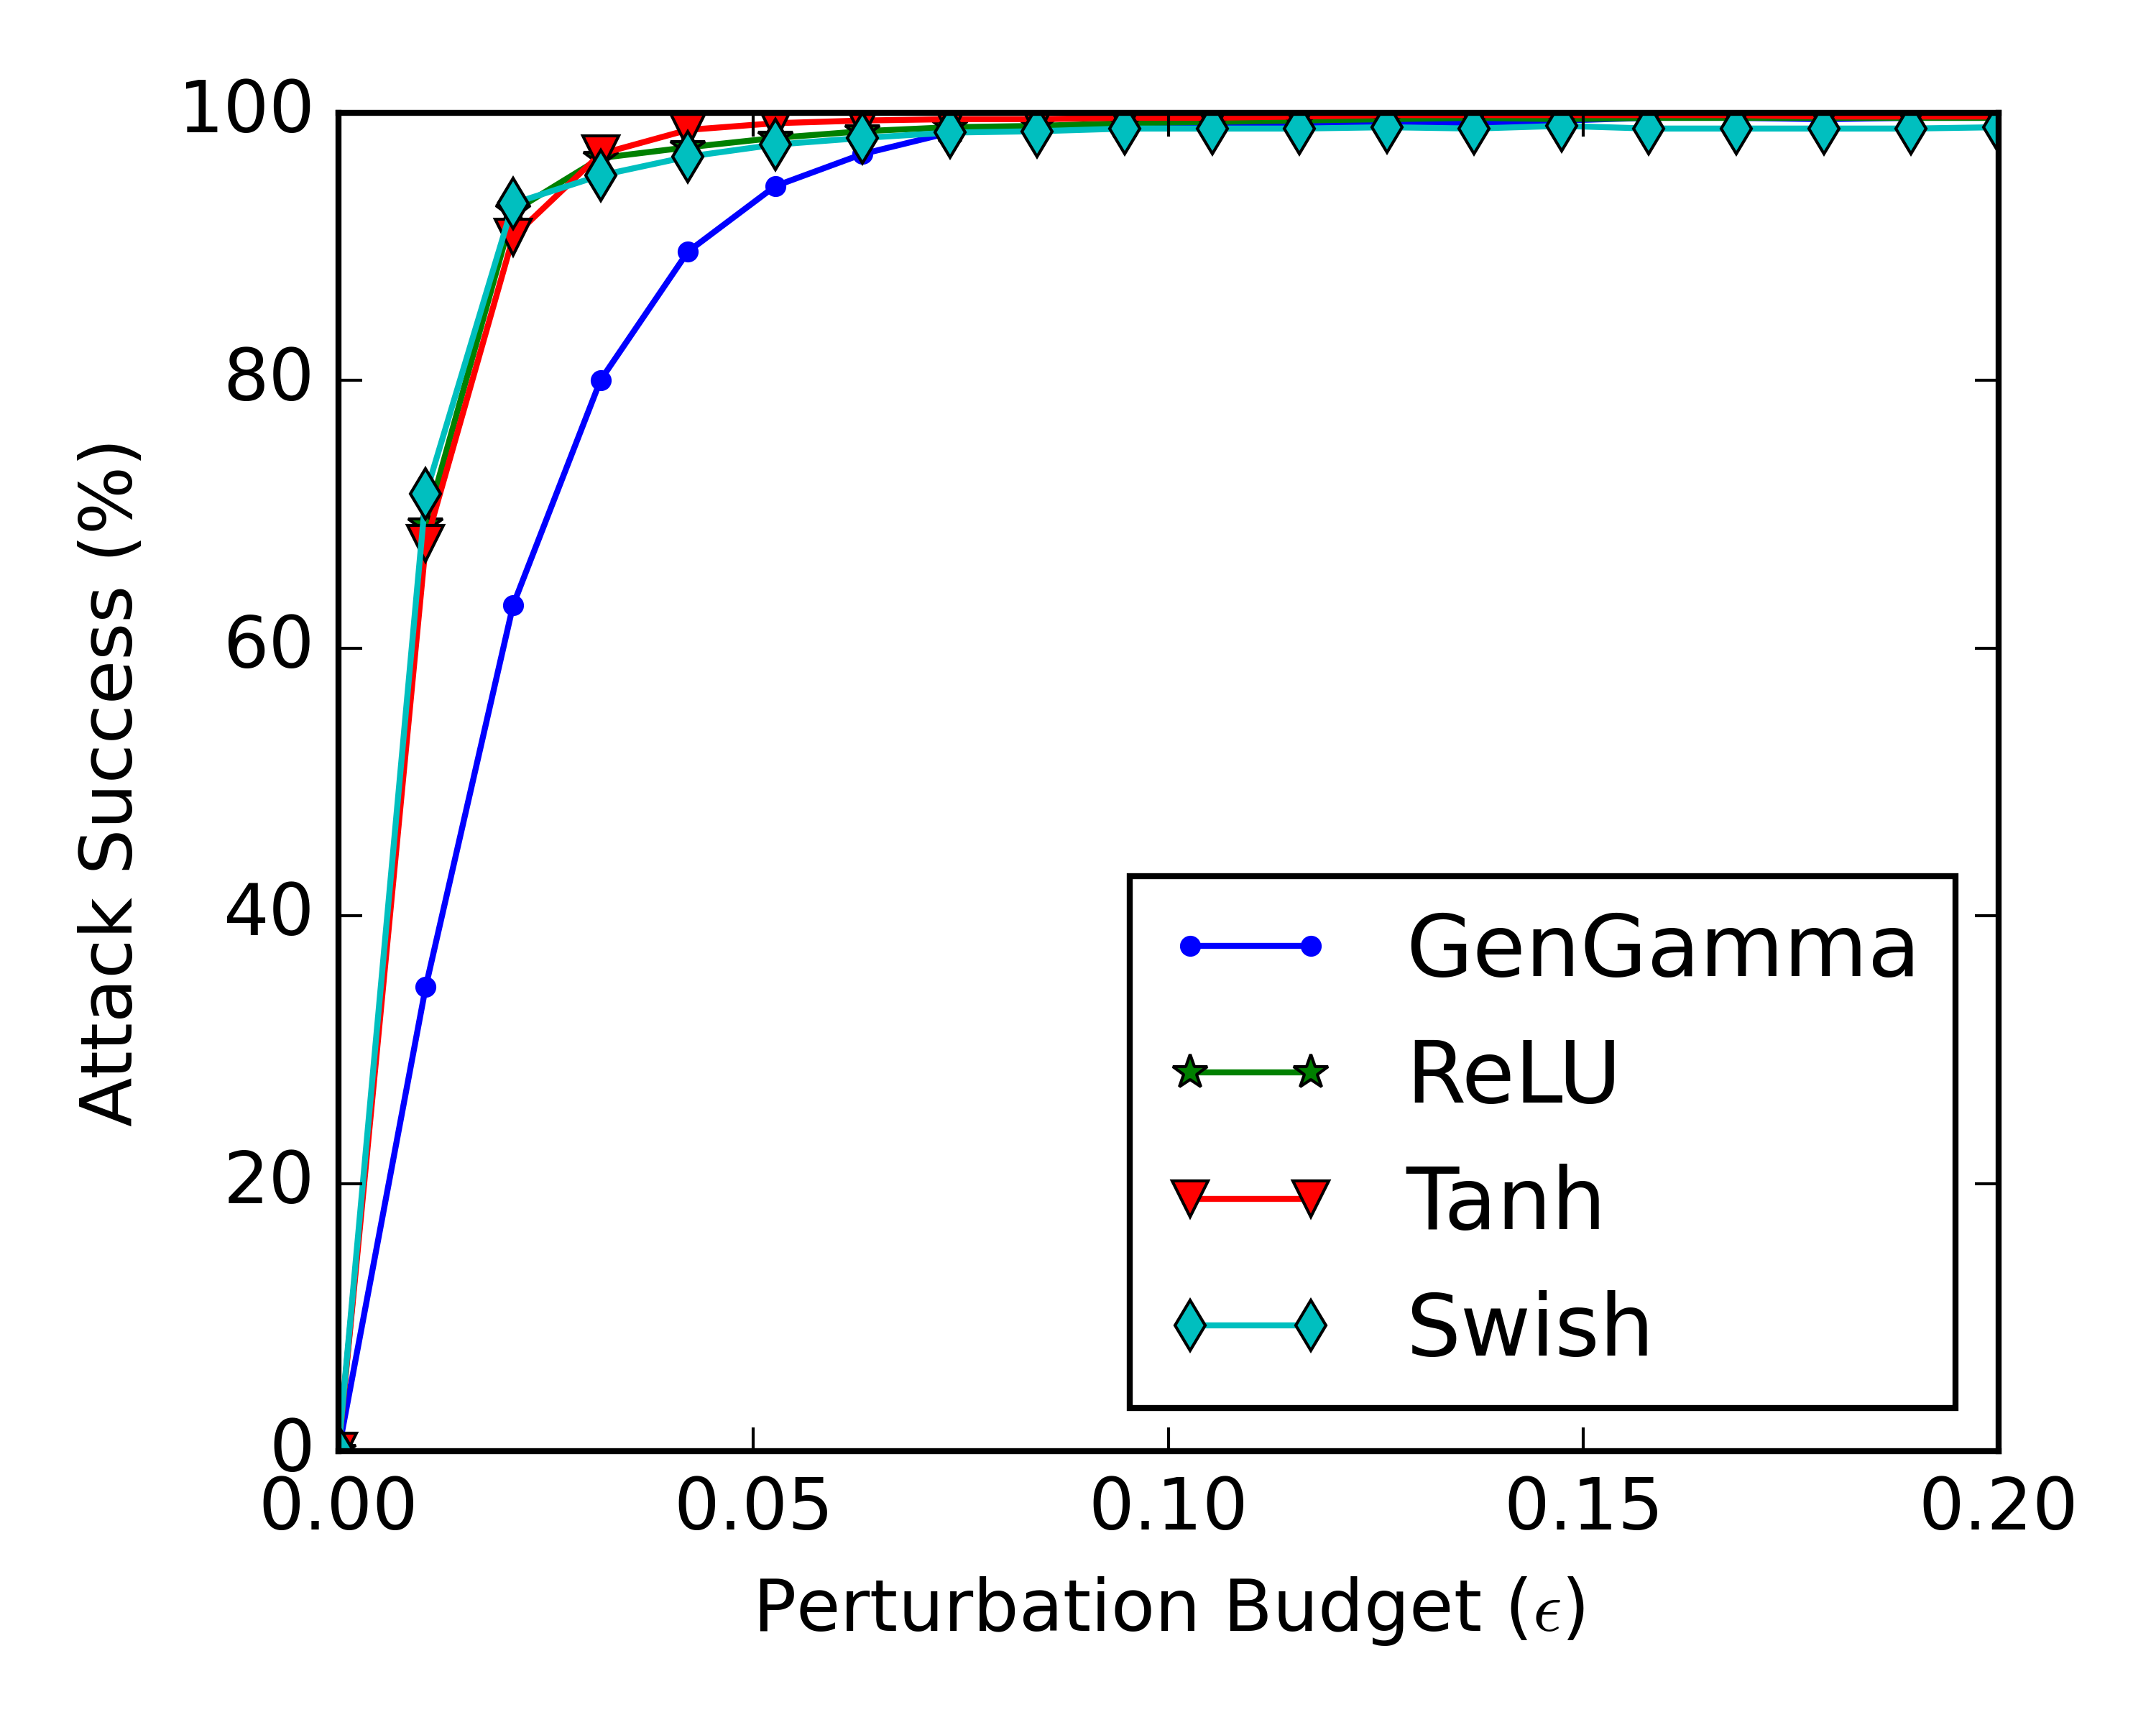 100
80
60
40
20
0
Attack Success (%)
0.00 0.05 0.10 0.15 0.20
Perturbation Budget (ϵ)
GenGamma
ReLU
Tanh
Swish